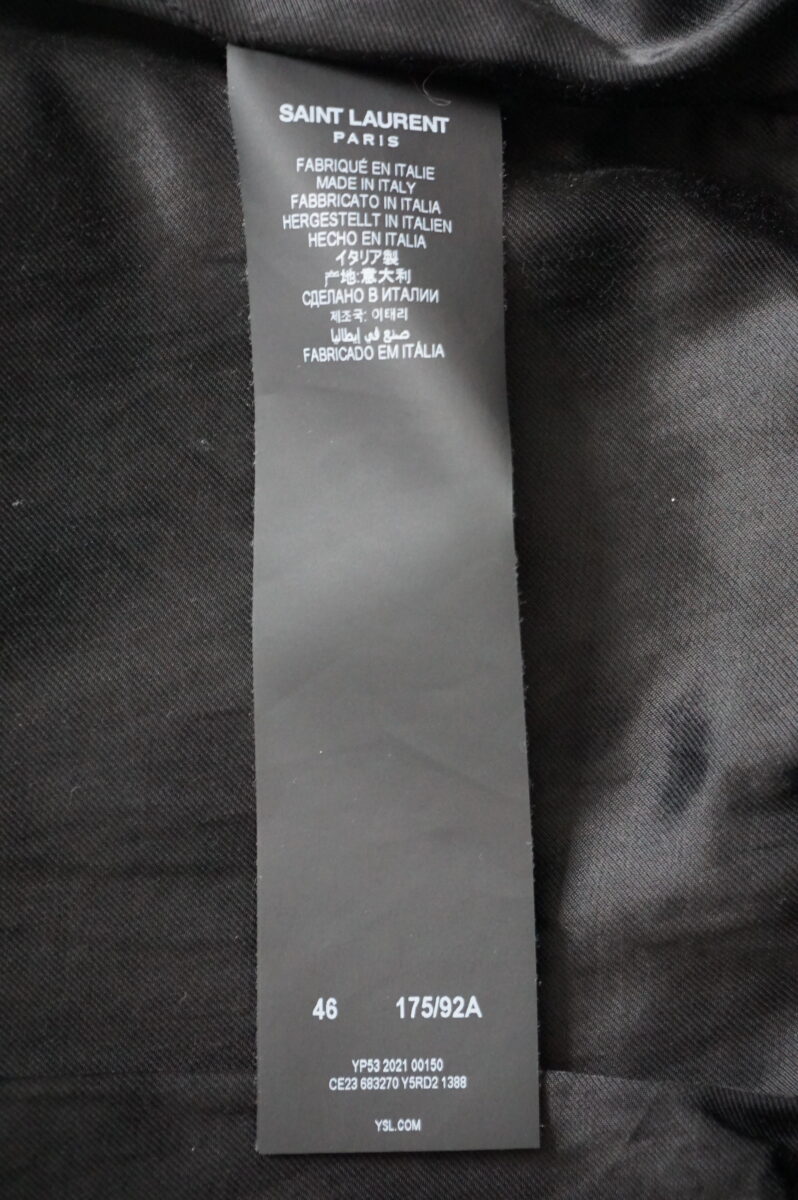 SAINT LAURENT
PARIS
FABRIQUÉ EN ITALIE
MADE IN ITALY
FABBRICATO IN ITALIA
HERGESTELLT IN ITALIEN
HECHO EN ITALIA
イタリア製
产地:意大利
СДЕЛАНО В ИТАЛИИ
제조국: 이태리
صنع في إيطاليا
FABRICADO EM ITÁLIA
46 175/92A
YP53 2021 00150
CE23 683270 Y5RD2 1388
YSL.COM